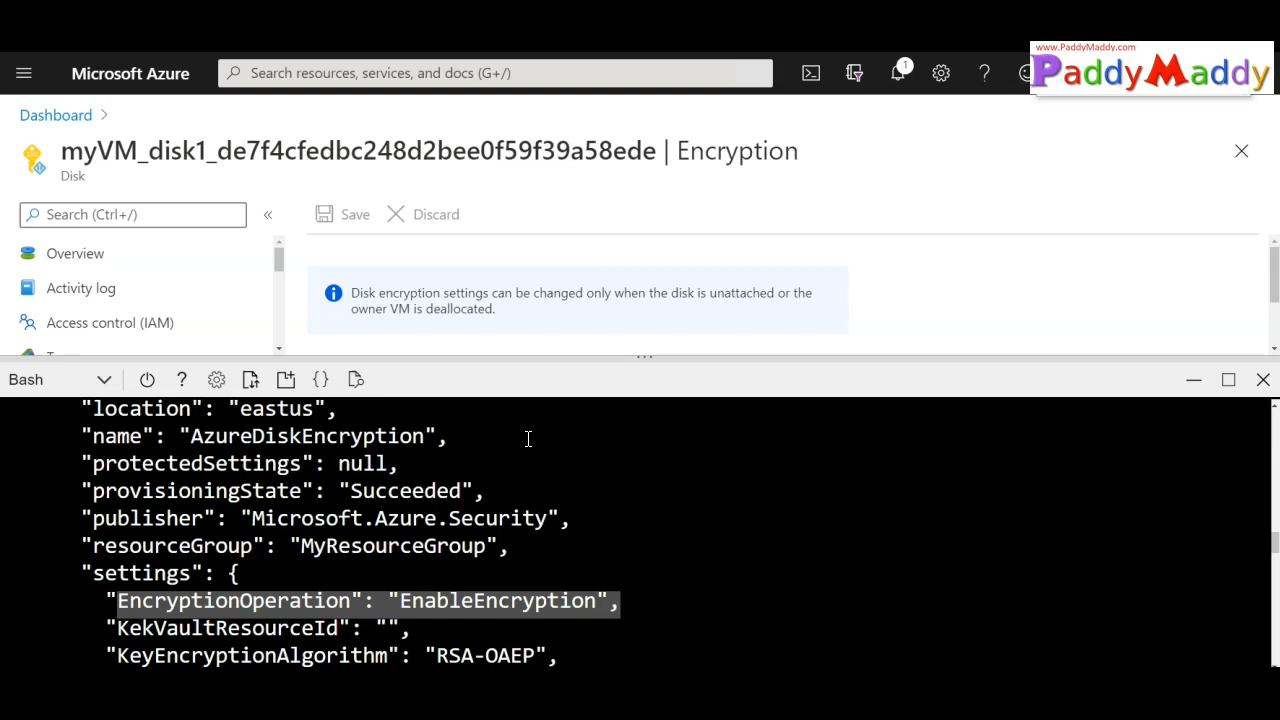 www.PaddyMaddy.com
PaddyMaddy
Microsoft Azure
Search resources, services, and docs (G+/)
1
Dashboard
myVM_disk1_de7f4cfedbc248d2bee0f59f39a58ede | Encryption
Disk
Search (Ctrl+/)
Save
Discard
Overview
Activity log
Access control (IAM)
Disk encryption settings can be changed only when the disk is unattached or the
owner VM is deallocated.
Bash
"location": "eastus",
"name": "AzureDiskEncryption",
"protectedSettings": null,
"provisioningState": "Succeeded",
"publisher": "Microsoft.Azure.Security",
"resourceGroup": "MyResourceGroup",
"settings": {
"EncryptionOperation": "EnableEncryption",
"KekVaultResourceId": "",
"KeyEncryptionAlgorithm": "RSA-OAEP",